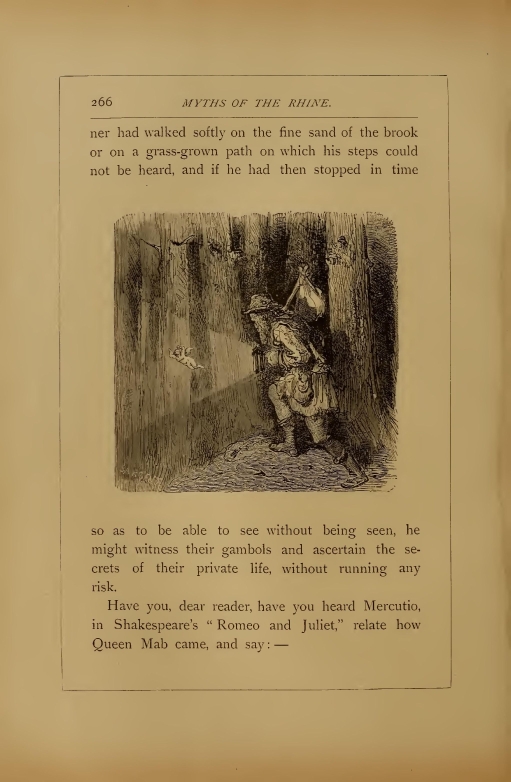 266 MYTHS OF THE RHINE.
ner had walked softly on the fine sand of the brook
or on a grass-grown path on which his steps could
not be heard, and if he had then stopped in time
so as to be able to see without being seen, he
might witness their gambols and ascertain the se-
crets of their private life, without running any
risk.
Have you, dear reader, have you heard Mercutio,
in Shakespeare's “ Romeo and Juliet,” relate how
Queen Mab came, and say: —